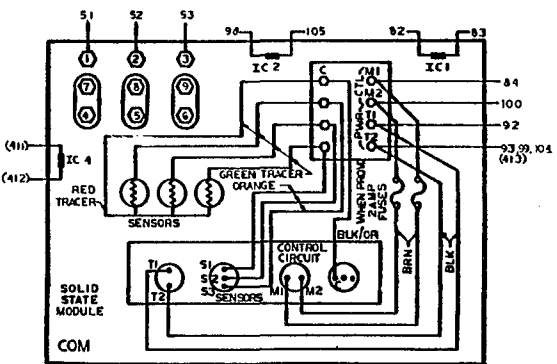 S1 S2 S3
98 105 82 83
1 2 3
IC 2 IC 1
7 8 9
C M1
CTL
M2
84
100
4 5 6
PWR
T1
92
T2
93, 99, 104
(413)
(411)
IC 4
(412)
GREEN TRACER
ORANGE
RED
TRACER
SENSORS
WHEN PROVD
2 AMP
FUSES
BLK/OR
CONTROL
CIRCUIT
BRN
BLK
T1
S1
S2
S3
T2
SENSORS
M1 M2
C
SOLID
STATE
MODULE
COM